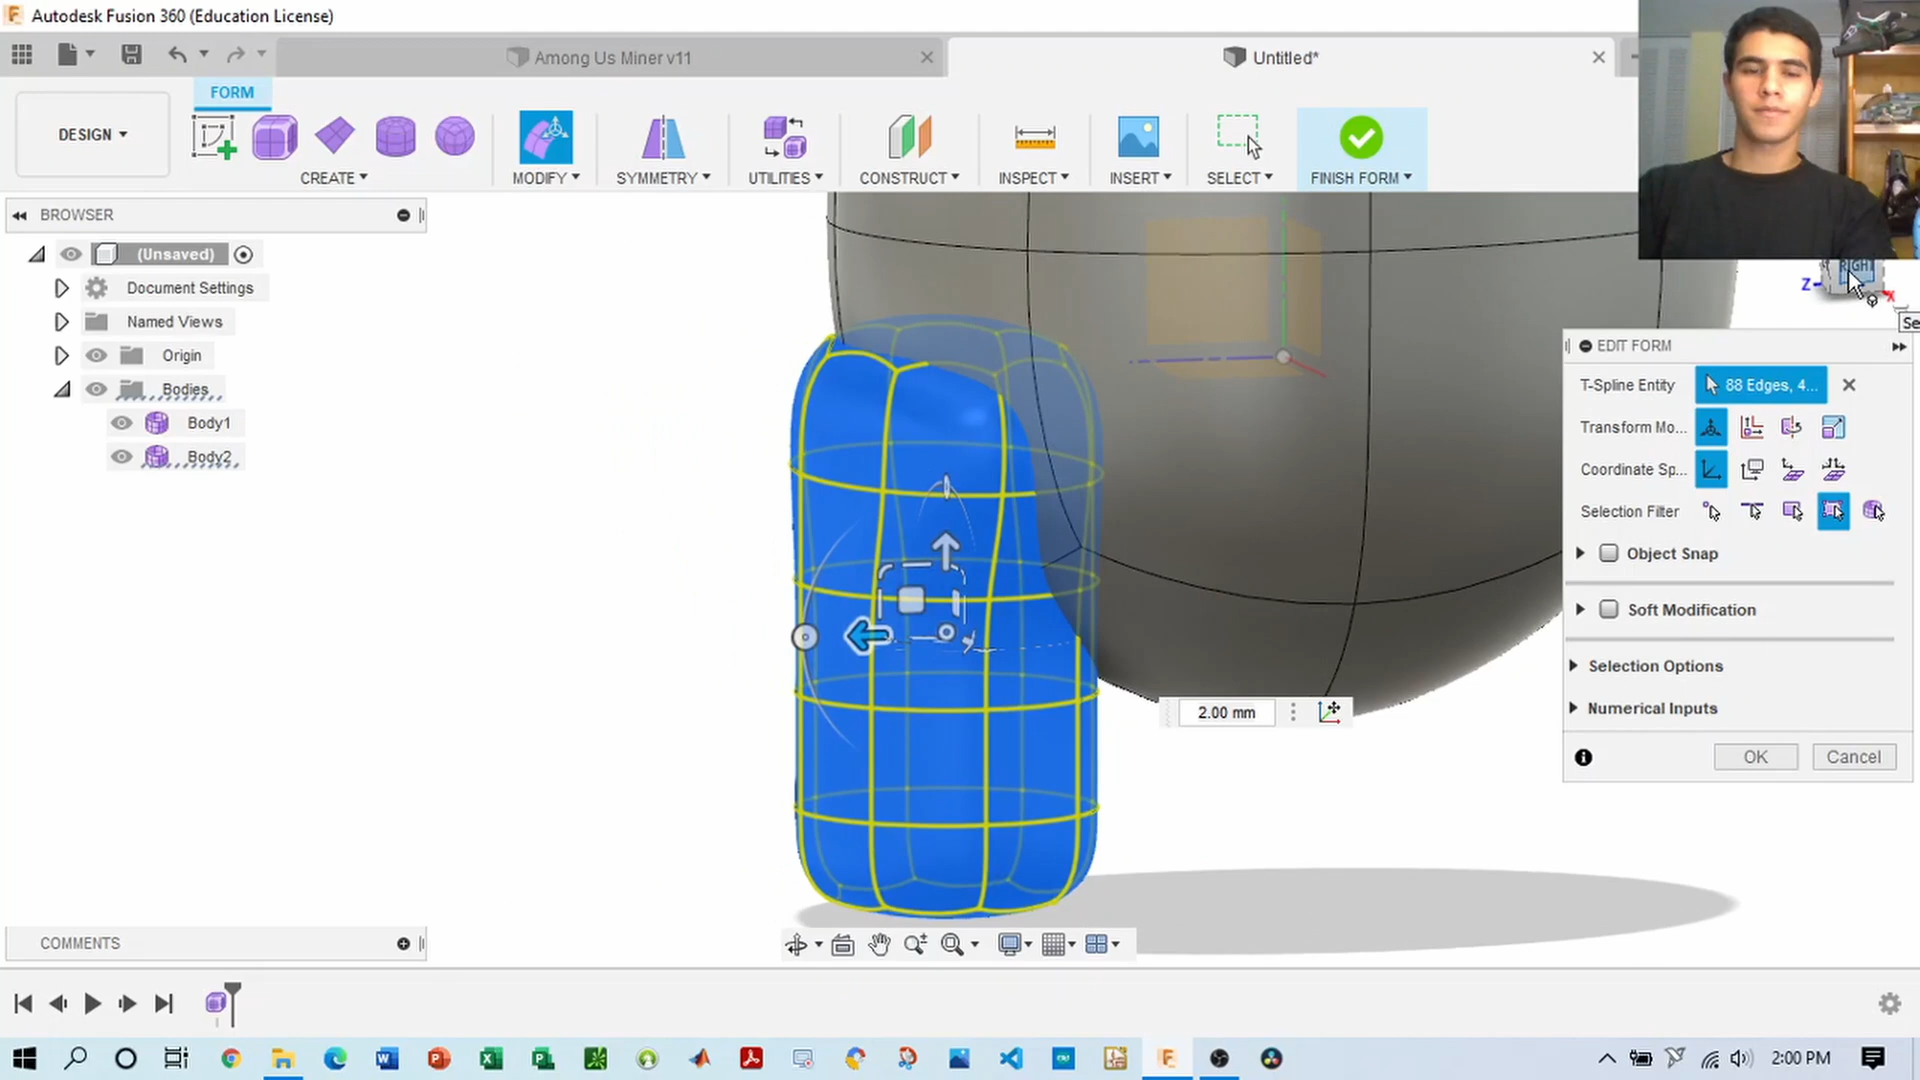 Autodesk Fusion 360 (Education License)
Among Us Miner v11
Untitled*
FORM
DESIGN
CREATE
MODIFY
SYMMETRY
UTILITIES
CONSTRUCT
INSPECT
INSERT
SELECT
FINISH FORM
BROWSER
(Unsaved)
Document Settings
Named Views
Origin
Bodies
Body1
Body2
RIGHT
Z
X
Se
EDIT FORM
T-Spline Entity
88 Edges, 4...
Transform Mo...
Coordinate Sp...
Selection Filter
Object Snap
Soft Modification
Selection Options
Numerical Inputs
OK
Cancel
2.00 mm
COMMENTS
2:00 PM